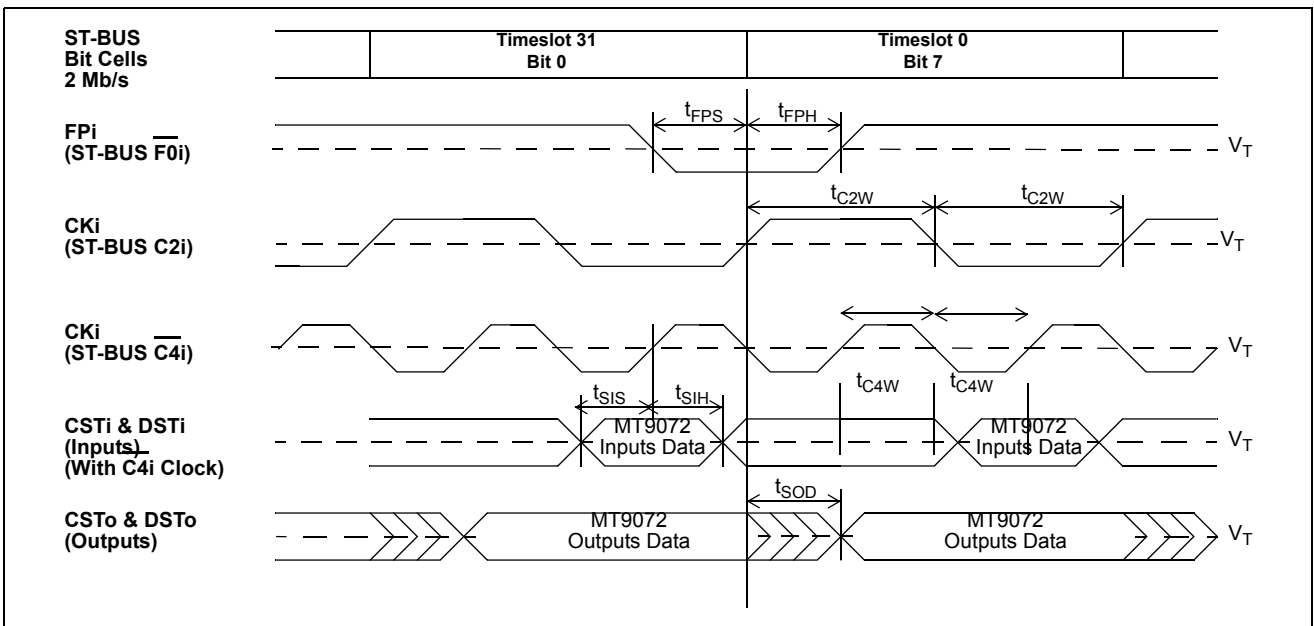 ST-BUS
Bit Cells
2 Mb/s
Timeslot 31
Bit 0
Timeslot 0
Bit 7
FPi
(ST-BUS F̅0̅i)
tFPS
tFPH
VT
CKi
(ST-BUS C2i)
tC2W
tC2W
VT
CKi
(ST-BUS C̅4̅i)
VT
tC4W
tC4W
CSTi & DSTi
(Inputs)
(With C̅4̅i Clock)
tSIS
tSIH
MT9072
Inputs Data
MT9072
Inputs Data
VT
CSTo & DSTo
(Outputs)
tSOD
MT9072
Outputs Data
MT9072
Outputs Data
VT